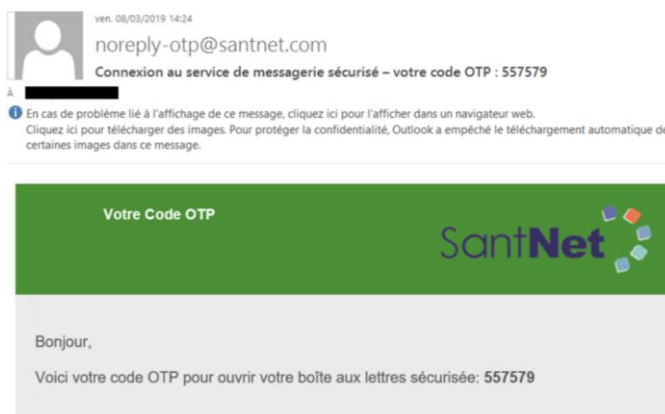 ven. 08/03/2019 14:24
noreply-otp@santnet.com
Connexion au service de messagerie sécurisé – votre code OTP : 557579
À
En cas de problème lié à l'affichage de ce message, cliquez ici pour l'afficher dans un navigateur web.
Cliquez ici pour télécharger des images. Pour protéger la confidentialité, Outlook a empêché le téléchargement automatique de
certaines images dans ce message.
Votre Code OTP
SantNet
Bonjour,
Voici votre code OTP pour ouvrir votre boîte aux lettres sécurisée: 557579